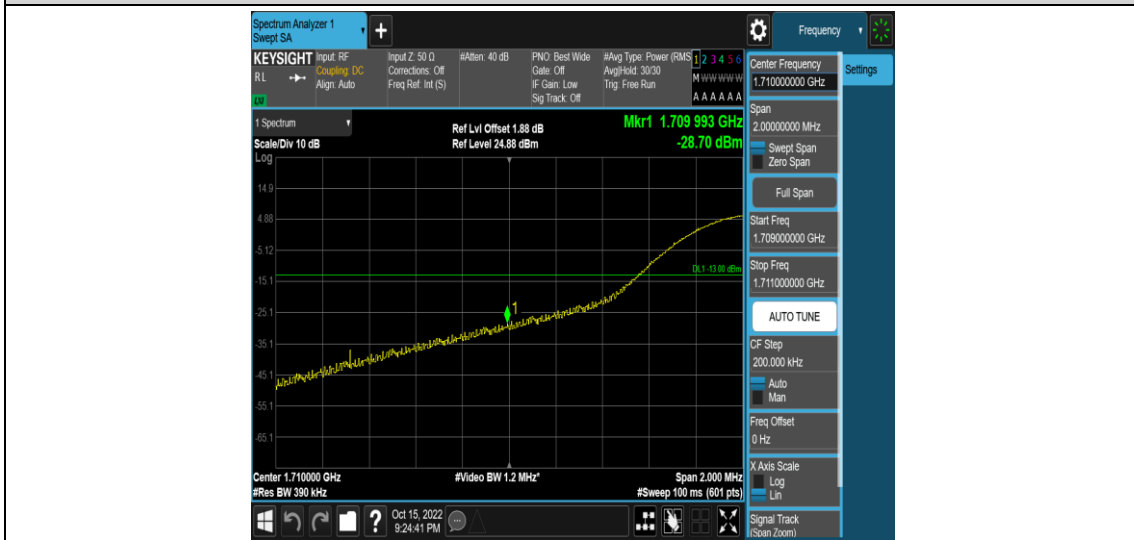 Spectrum Analyzer 1
Swept SA
+
Frequency
KEYSIGHT
RL
LXI
Input: RF
Coupling: DC
Align: Auto
Input Z: 50 Ω
Corrections: Off
Freq Ref: Int (S)
#Atten: 40 dB
PNO: Best Wide
Gate: Off
IF Gain: Low
Sig Track: Off
#Avg Type: Power (RMS
Avg|Hold: 30/30
Trig: Free Run
1 2 3 4 5 6
M W W W W W
A A A A A A
1 Spectrum
Scale/Div 10 dB
Log
Ref Lvl Offset 1.88 dB
Ref Level 24.88 dBm
Mkr1 1.709 993 GHz
-28.70 dBm
14.9
4.88
-5.12
-15.1
-25.1
-35.1
-45.1
-55.1
-65.1
DL1 -13.00 dBm
1
Center 1.710000 GHz
#Res BW 390 kHz
#Video BW 1.2 MHz*
Span 2.000 MHz
#Sweep 100 ms (601 pts)
Center Frequency
1.710000000 GHz
Settings
Span
2.00000000 MHz
Swept Span
Zero Span
Full Span
Start Freq
1.709000000 GHz
Stop Freq
1.711000000 GHz
AUTO TUNE
CF Step
200.000 kHz
Auto
Man
Freq Offset
0 Hz
X Axis Scale
Log
Lin
Signal Track
(Span Zoom)
?
Oct 15, 2022
9:24:41 PM